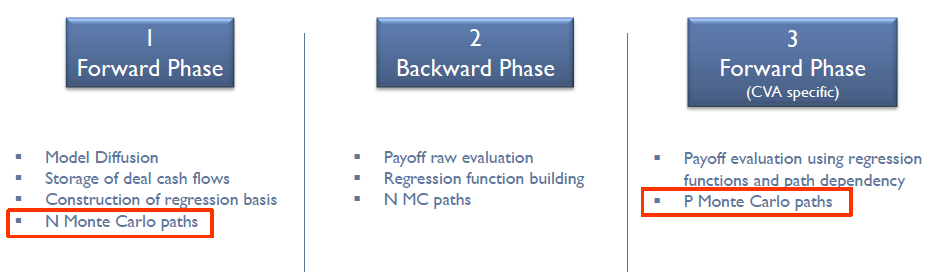 1
Forward Phase
▪ Model Diffusion
▪ Storage of deal cash flows
▪ Construction of regression basis
▪ N Monte Carlo paths
2
Backward Phase
▪ Payoff raw evaluation
▪ Regression function building
▪ N MC paths
3
Forward Phase
(CVA specific)
▪ Payoff evaluation using regression
functions and path dependency
▪ P Monte Carlo paths